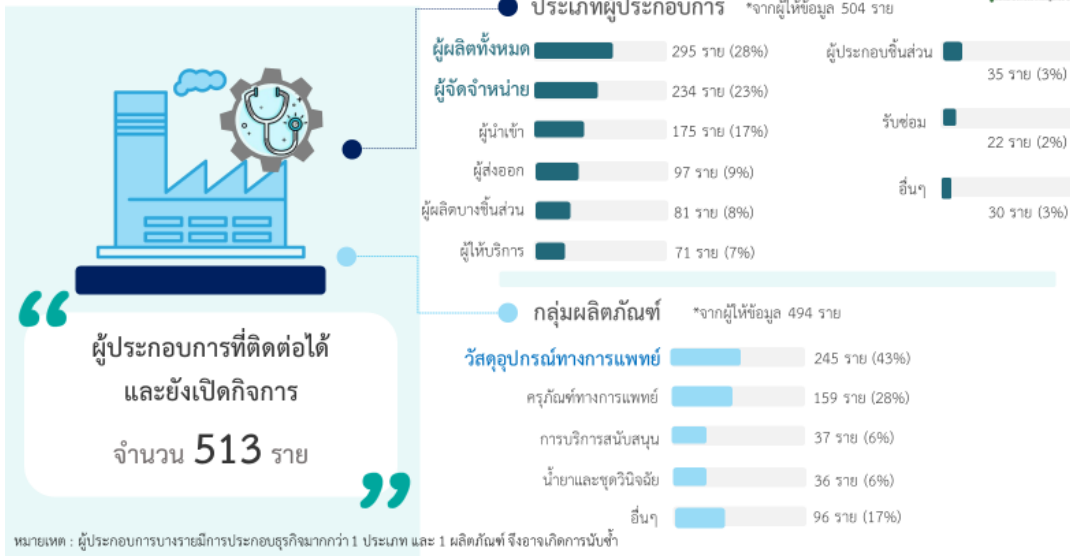 ประเภทผู้ประกอบการ *จากผู้ให้ข้อมูล 504 ราย
ผู้ผลิตทั้งหมด 295 ราย (28%)
ผู้จัดจำหน่าย 234 ราย (23%)
ผู้นำเข้า 175 ราย (17%)
ผู้ส่งออก 97 ราย (9%)
ผู้ผลิตบางชิ้นส่วน 81 ราย (8%)
ผู้ให้บริการ 71 ราย (7%)
ผู้ประกอบชิ้นส่วน
35 ราย (3%)
รับซ่อม
22 ราย (2%)
อื่นๆ
30 ราย (3%)
กลุ่มผลิตภัณฑ์ *จากผู้ให้ข้อมูล 494 ราย
วัสดุอุปกรณ์ทางการแพทย์ 245 ราย (43%)
ครุภัณฑ์ทางการแพทย์ 159 ราย (28%)
การบริการสนับสนุน 37 ราย (6%)
น้ำยาและชุดวินิจฉัย 36 ราย (6%)
อื่นๆ 96 ราย (17%)
ผู้ประกอบการที่ติดต่อได้
และยังเปิดกิจการ
จำนวน 513 ราย
หมายเหต : ผู้ประกอบการบางรายมีการประกอบธุรกิจมากกว่า 1 ประเภท และ 1 ผลิตภัณฑ์ จึงอาจเกิดการนับซ้ำ